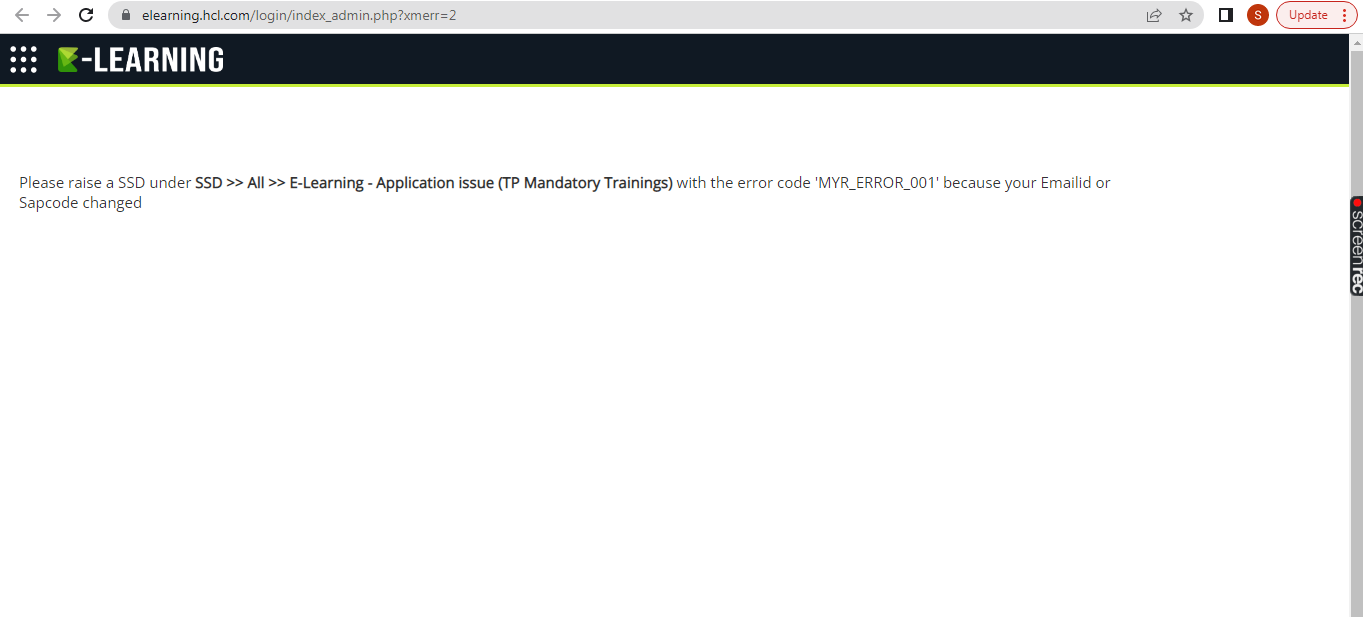 elearning.hcl.com/login/index_admin.php?xmerr=2
S
Update
E-LEARNING
Please raise a SSD under SSD >> All >> E-Learning - Application issue (TP Mandatory Trainings) with the error code 'MYR_ERROR_001' because your Emailid or
Sapcode changed
screenrec